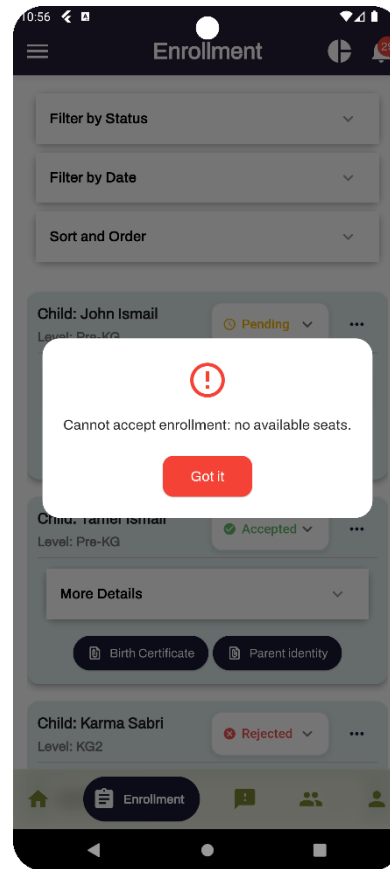 10:56
Enrollment
Filter by Status
Filter by Date
Sort and Order
Child: John Ismail
Pending
Level: Pre-KG
Cannot accept enrollment: no available seats.
Got it
Child: Tamer Ismail
Accepted
Level: Pre-KG
More Details
Birth Certificate
Parent identity
Child: Karma Sabri
Rejected
Level: KG2
Enrollment